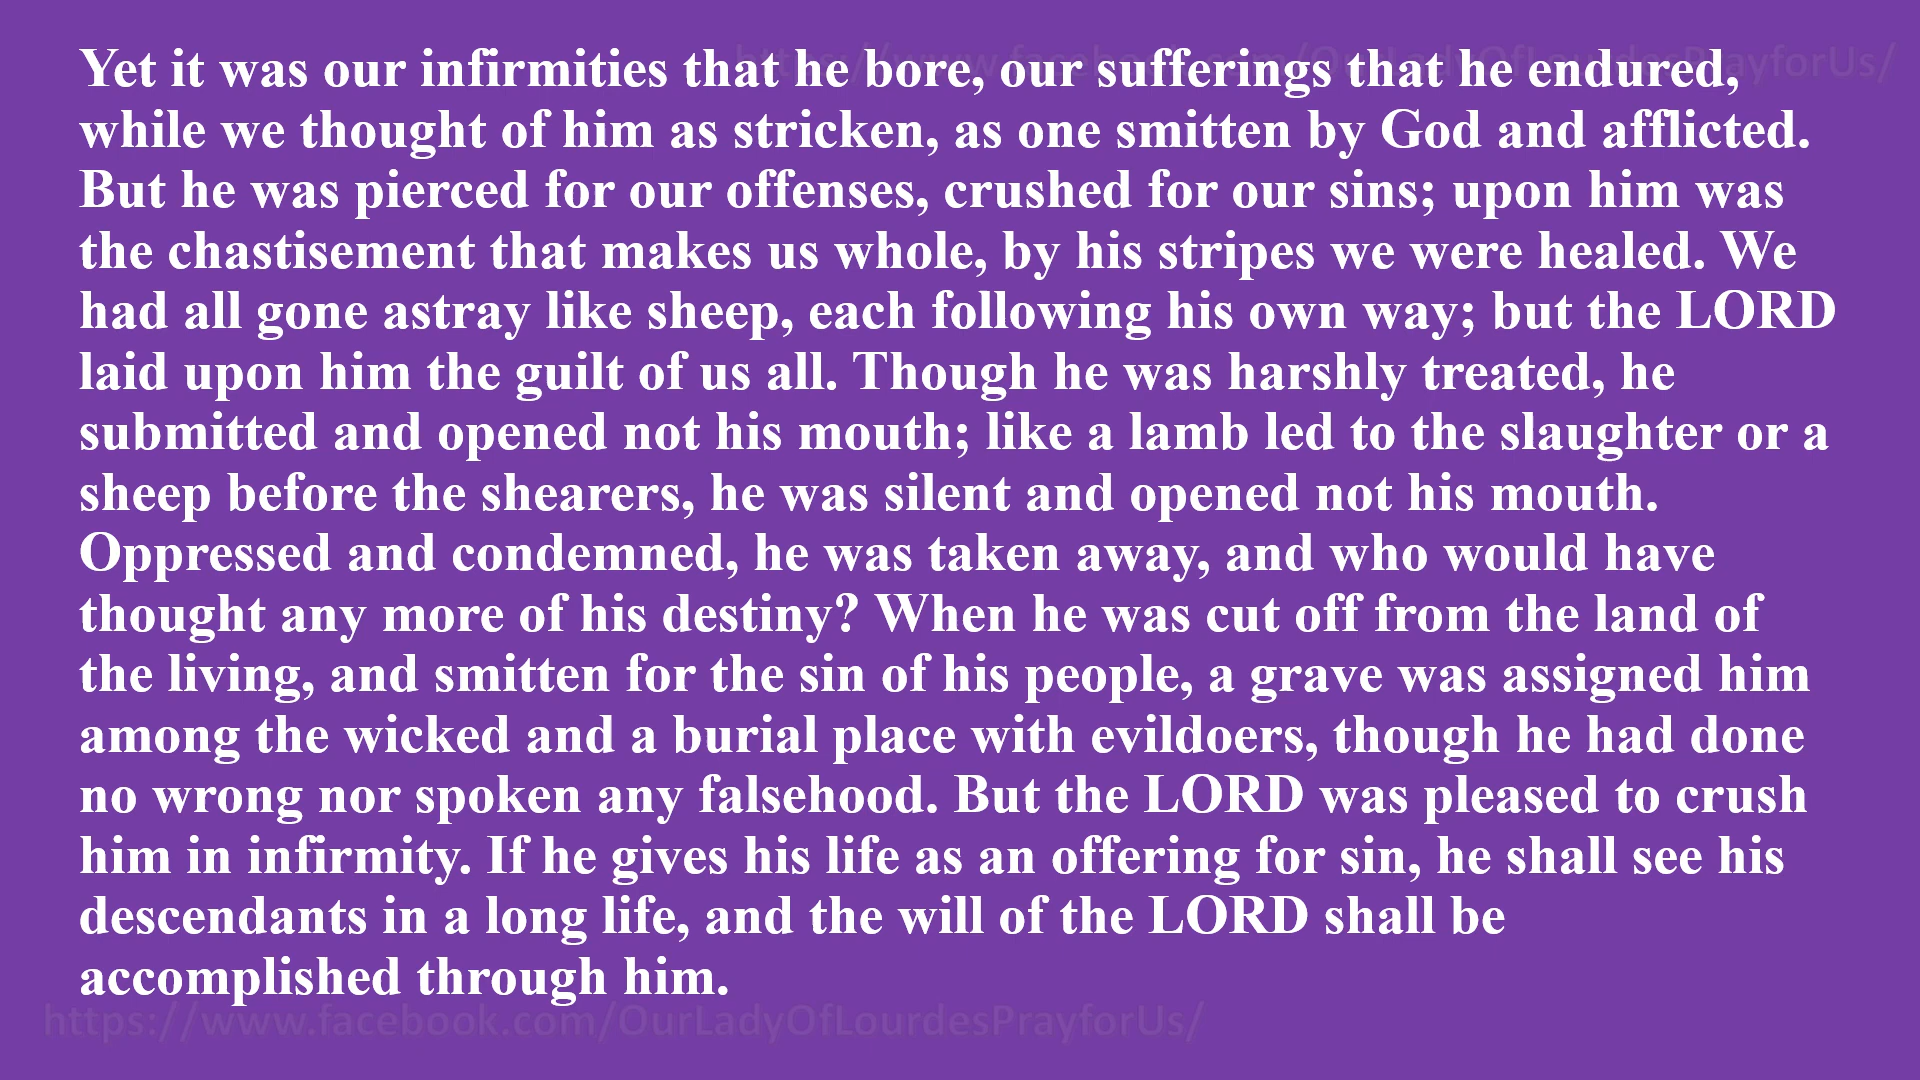 https://www.facebook.com/OurLadyOfLourdesPrayforUs/
Yet it was our infirmities that he bore, our sufferings that he endured,
while we thought of him as stricken, as one smitten by God and afflicted.
But he was pierced for our offenses, crushed for our sins; upon him was
the chastisement that makes us whole, by his stripes we were healed. We
had all gone astray like sheep, each following his own way; but the LORD
laid upon him the guilt of us all. Though he was harshly treated, he
submitted and opened not his mouth; like a lamb led to the slaughter or a
sheep before the shearers, he was silent and opened not his mouth.
Oppressed and condemned, he was taken away, and who would have
thought any more of his destiny? When he was cut off from the land of
the living, and smitten for the sin of his people, a grave was assigned him
among the wicked and a burial place with evildoers, though he had done
no wrong nor spoken any falsehood. But the LORD was pleased to crush
him in infirmity. If he gives his life as an offering for sin, he shall see his
descendants in a long life, and the will of the LORD shall be
accomplished through him.
https://www.facebook.com/OurLadyOfLourdesPrayforUs/